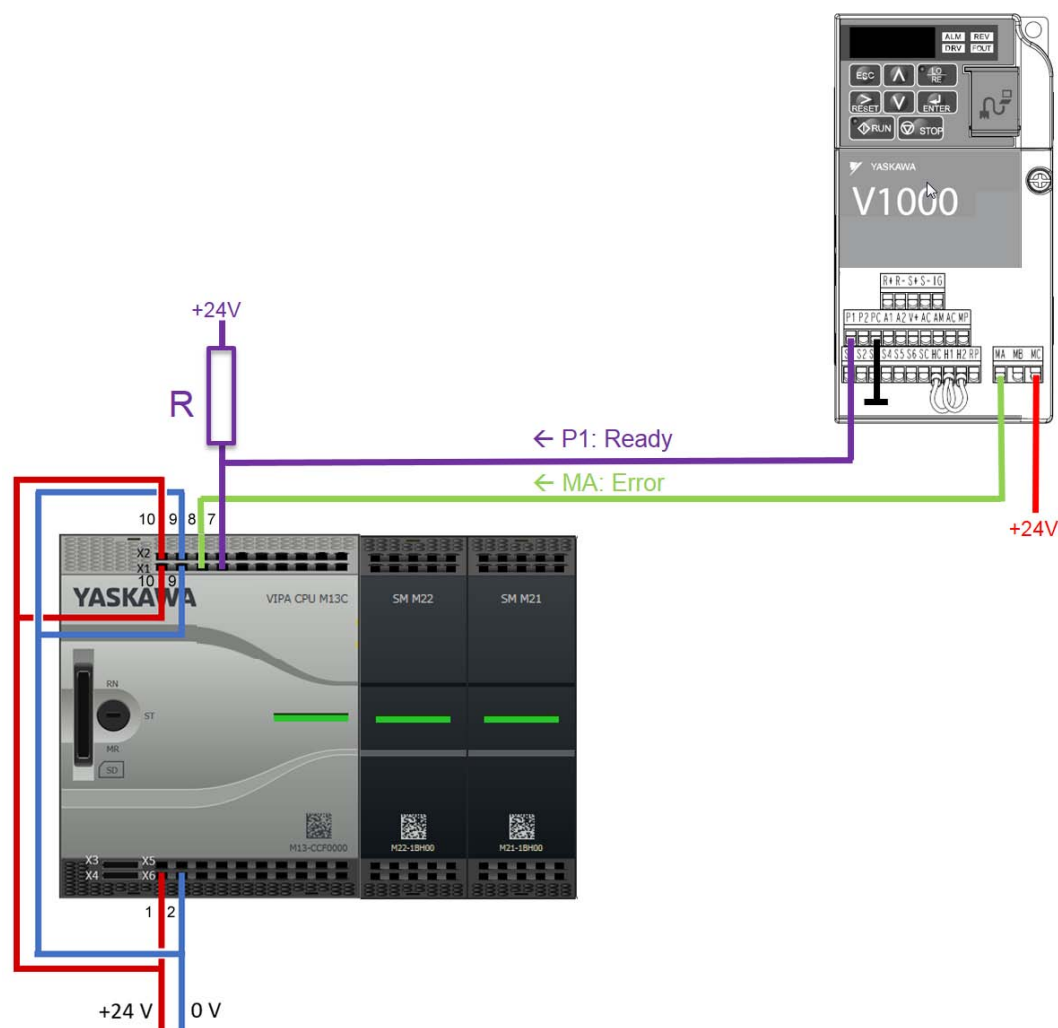 ALM REV
DRV FOUT
ESC LO RE
RESET ENTER
RUN STOP
YASKAWA
V1000
R+ R- S+ S- IG
P1 P2 PC A1 A2 V+ AC AM AC MP
S2 S4 S5 S6 SC HC H1 H2 RP
MA MB MC
+24V
R
← P1: Ready
← MA: Error
+24V
10 9 8 7
X2
X1
10 9
YASKAWA
VIPA CPU M13C
SM M22
SM M21
RN
ST
MR
SD
M13-CCF0000
M22-1BH00
M21-1BH00
X3 X5
X4 X6
1 2
+24 V 0 V